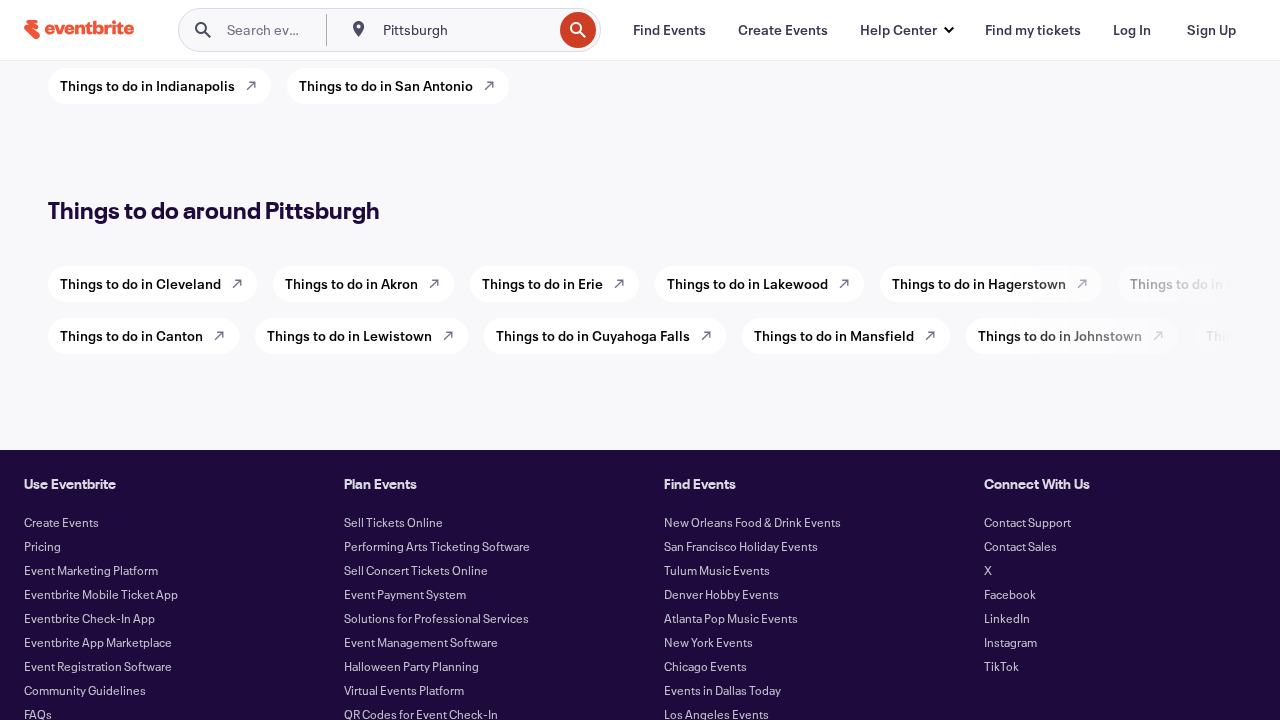 eventbrite
Search ev...
Pittsburgh
Find Events
Create Events
Help Center
Find my tickets
Log In
Sign Up
Things to do in Indianapolis
Things to do in San Antonio
Things to do around Pittsburgh
Things to do in Cleveland
Things to do in Akron
Things to do in Erie
Things to do in Lakewood
Things to do in Hagerstown
Things to do in
Things to do in Canton
Things to do in Lewistown
Things to do in Cuyahoga Falls
Things to do in Mansfield
Things to do in Johnstown
Use Eventbrite
Create Events
Pricing
Event Marketing Platform
Eventbrite Mobile Ticket App
Eventbrite Check-In App
Eventbrite App Marketplace
Event Registration Software
Community Guidelines
FAQs
Plan Events
Sell Tickets Online
Performing Arts Ticketing Software
Sell Concert Tickets Online
Event Payment System
Solutions for Professional Services
Event Management Software
Halloween Party Planning
Virtual Events Platform
QR Codes for Event Check-In
Find Events
New Orleans Food & Drink Events
San Francisco Holiday Events
Tulum Music Events
Denver Hobby Events
Atlanta Pop Music Events
New York Events
Chicago Events
Events in Dallas Today
Los Angeles Events
Connect With Us
Contact Support
Contact Sales
X
Facebook
LinkedIn
Instagram
TikTok